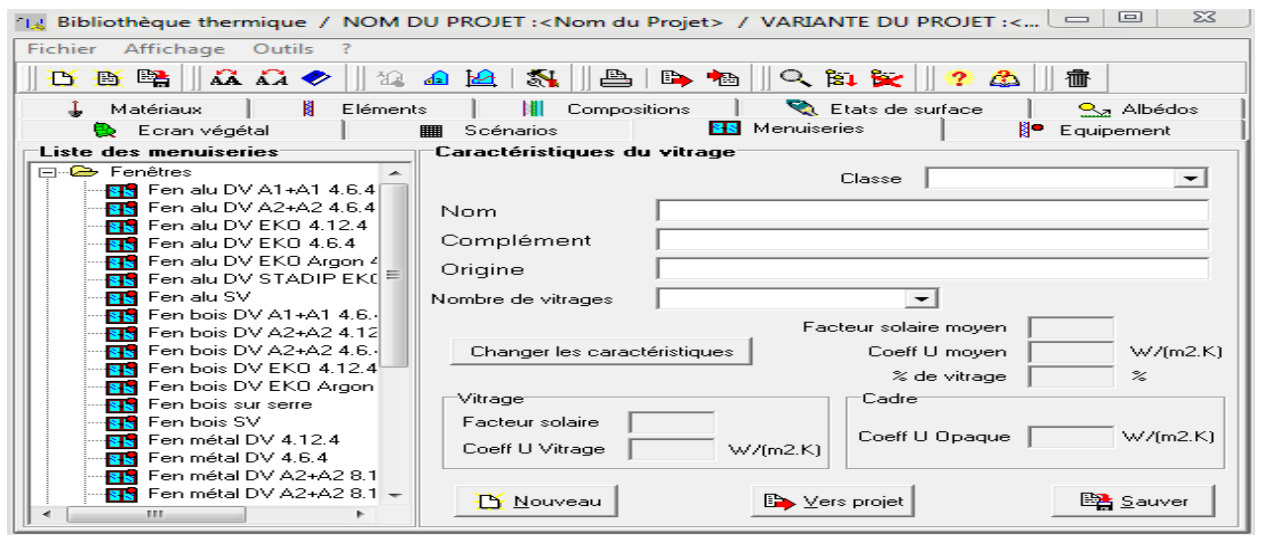 Bibliothèque thermique / NOM DU PROJET :<Nom du Projet> / VARIANTE DU PROJET :<...
Fichier Affichage Outils ?
Matériaux Eléments Compositions Etats de surface Albédos
Ecran végétal Scénarios Menuiseries Equipement
Liste des menuiseries
Fenêtres
Fen alu DV A1+A1 4.6.4
Fen alu DV A2+A2 4.6.4
Fen alu DV EKO 4.12.4
Fen alu DV EKO 4.6.4
Fen alu DV EKO Argon 4
Fen alu DV STADIP EKO
Fen alu SV
Fen bois DV A1+A1 4.6.
Fen bois DV A2+A2 4.12
Fen bois DV A2+A2 4.6.
Fen bois DV EKO 4.12.4
Fen bois DV EKO Argon
Fen bois sur serre
Fen bois SV
Fen métal DV 4.12.4
Fen métal DV 4.6.4
Fen métal DV A2+A2 8.1
Fen métal DV A2+A2 8.1
Caractéristiques du vitrage
Classe
Nom
Complément
Origine
Nombre de vitrages
Facteur solaire moyen
Changer les caractéristiques
Coeff U moyen W/(m2.K)
% de vitrage %
Vitrage
Facteur solaire
Coeff U Vitrage W/(m2.K)
Cadre
Coeff U Opaque W/(m2.K)
Nouveau Vers projet Sauver